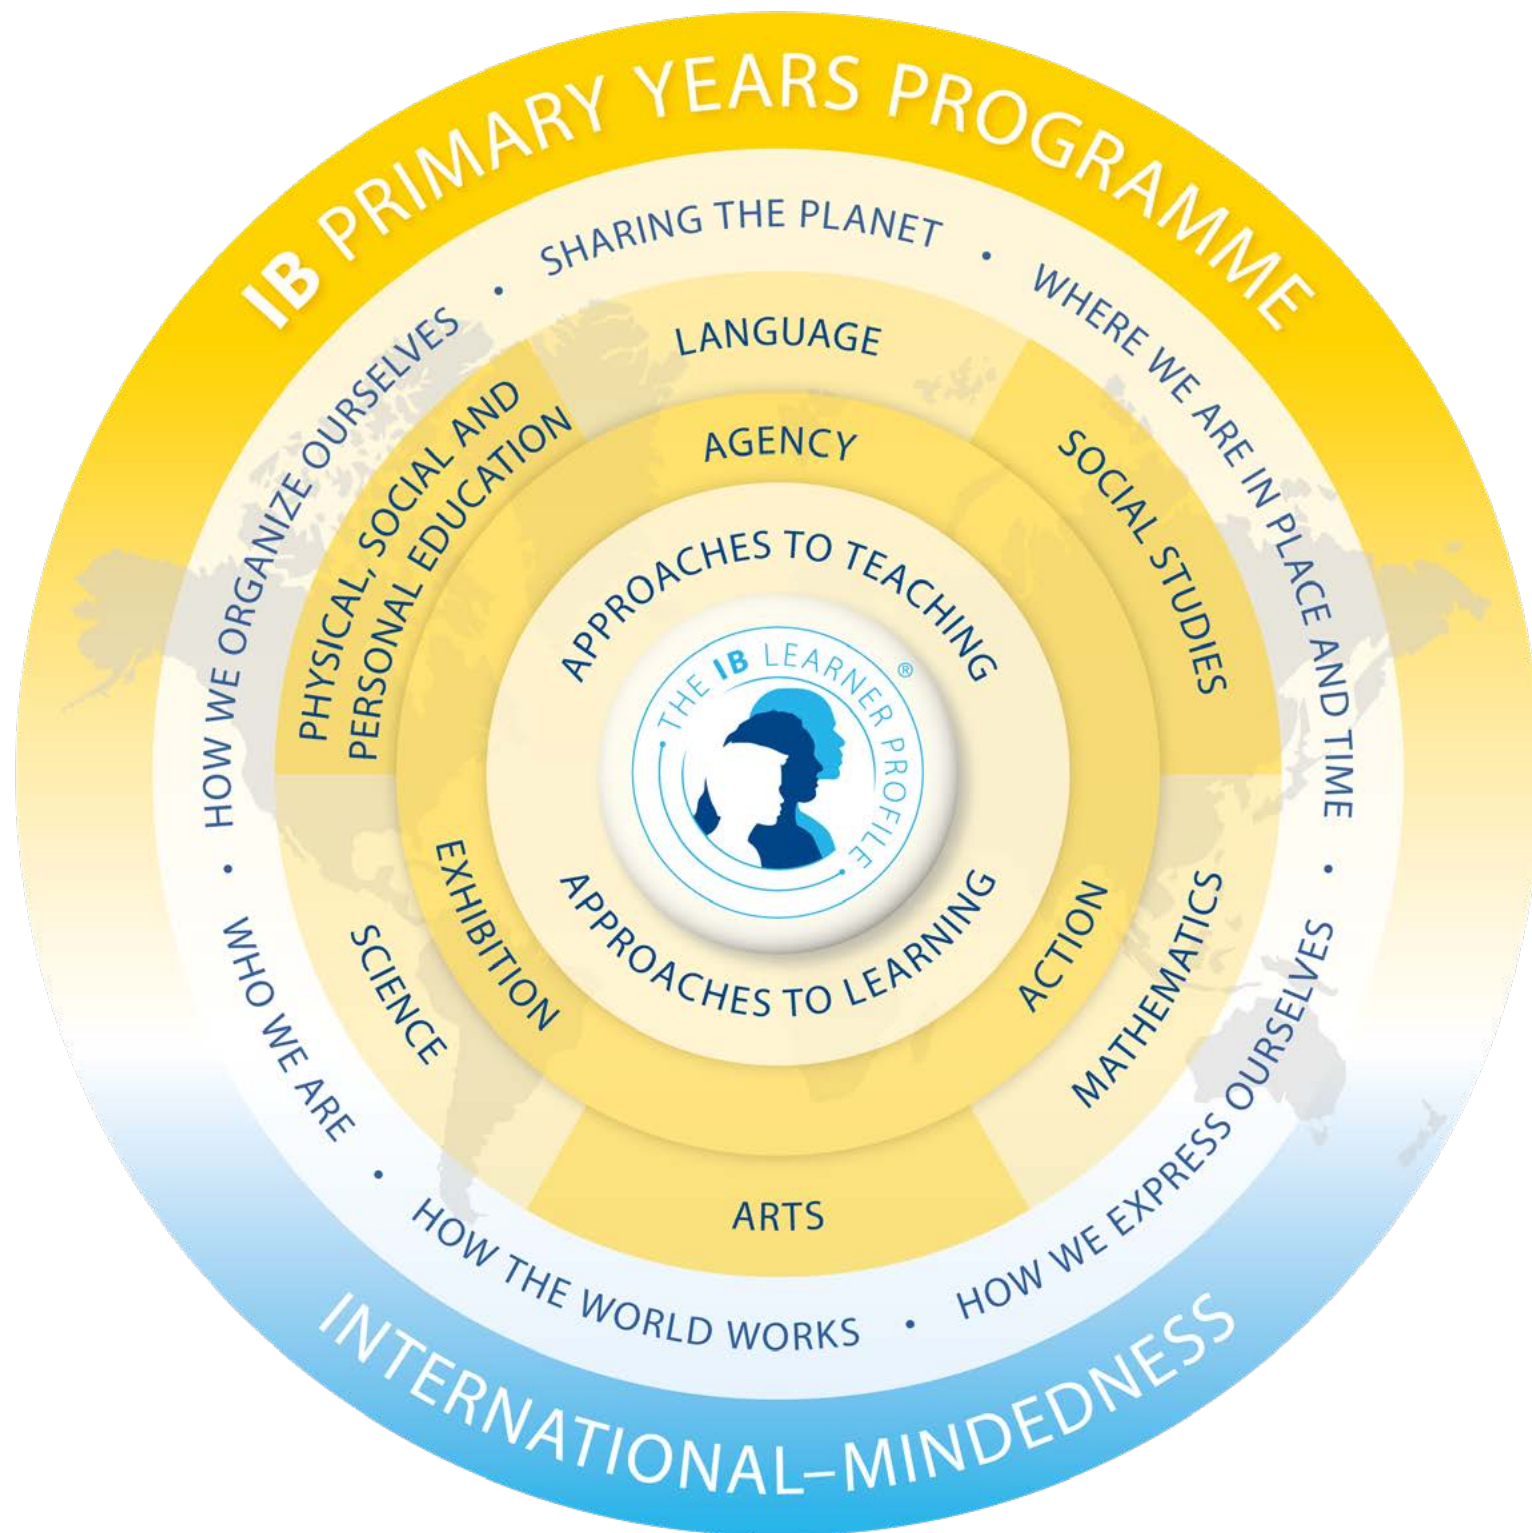 IB PRIMARY YEARS PROGRAMME
SHARING THE PLANET
•
WHERE WE ARE IN PLACE AND TIME
•
HOW WE EXPRESS OURSELVES
•
HOW THE WORLD WORKS
•
WHO WE ARE
•
HOW WE ORGANIZE OURSELVES
•
LANGUAGE
SOCIAL STUDIES
MATHEMATICS
ARTS
SCIENCE
PHYSICAL, SOCIAL AND
PERSONAL EDUCATION
AGENCY
ACTION
EXHIBITION
APPROACHES TO TEACHING
THE IB LEARNER PROFILE®
APPROACHES TO LEARNING
INTERNATIONAL–MINDEDNESS